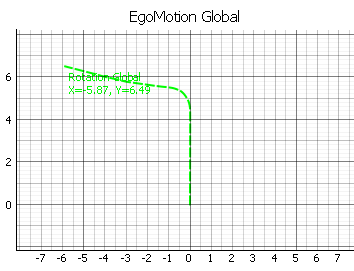 EgoMotion Global
6
Rotation Global
X=-5.87, Y=6.49
4
2
0
-7 -6 -5 -4 -3 -2 -1 0 1 2 3 4 5 6 7